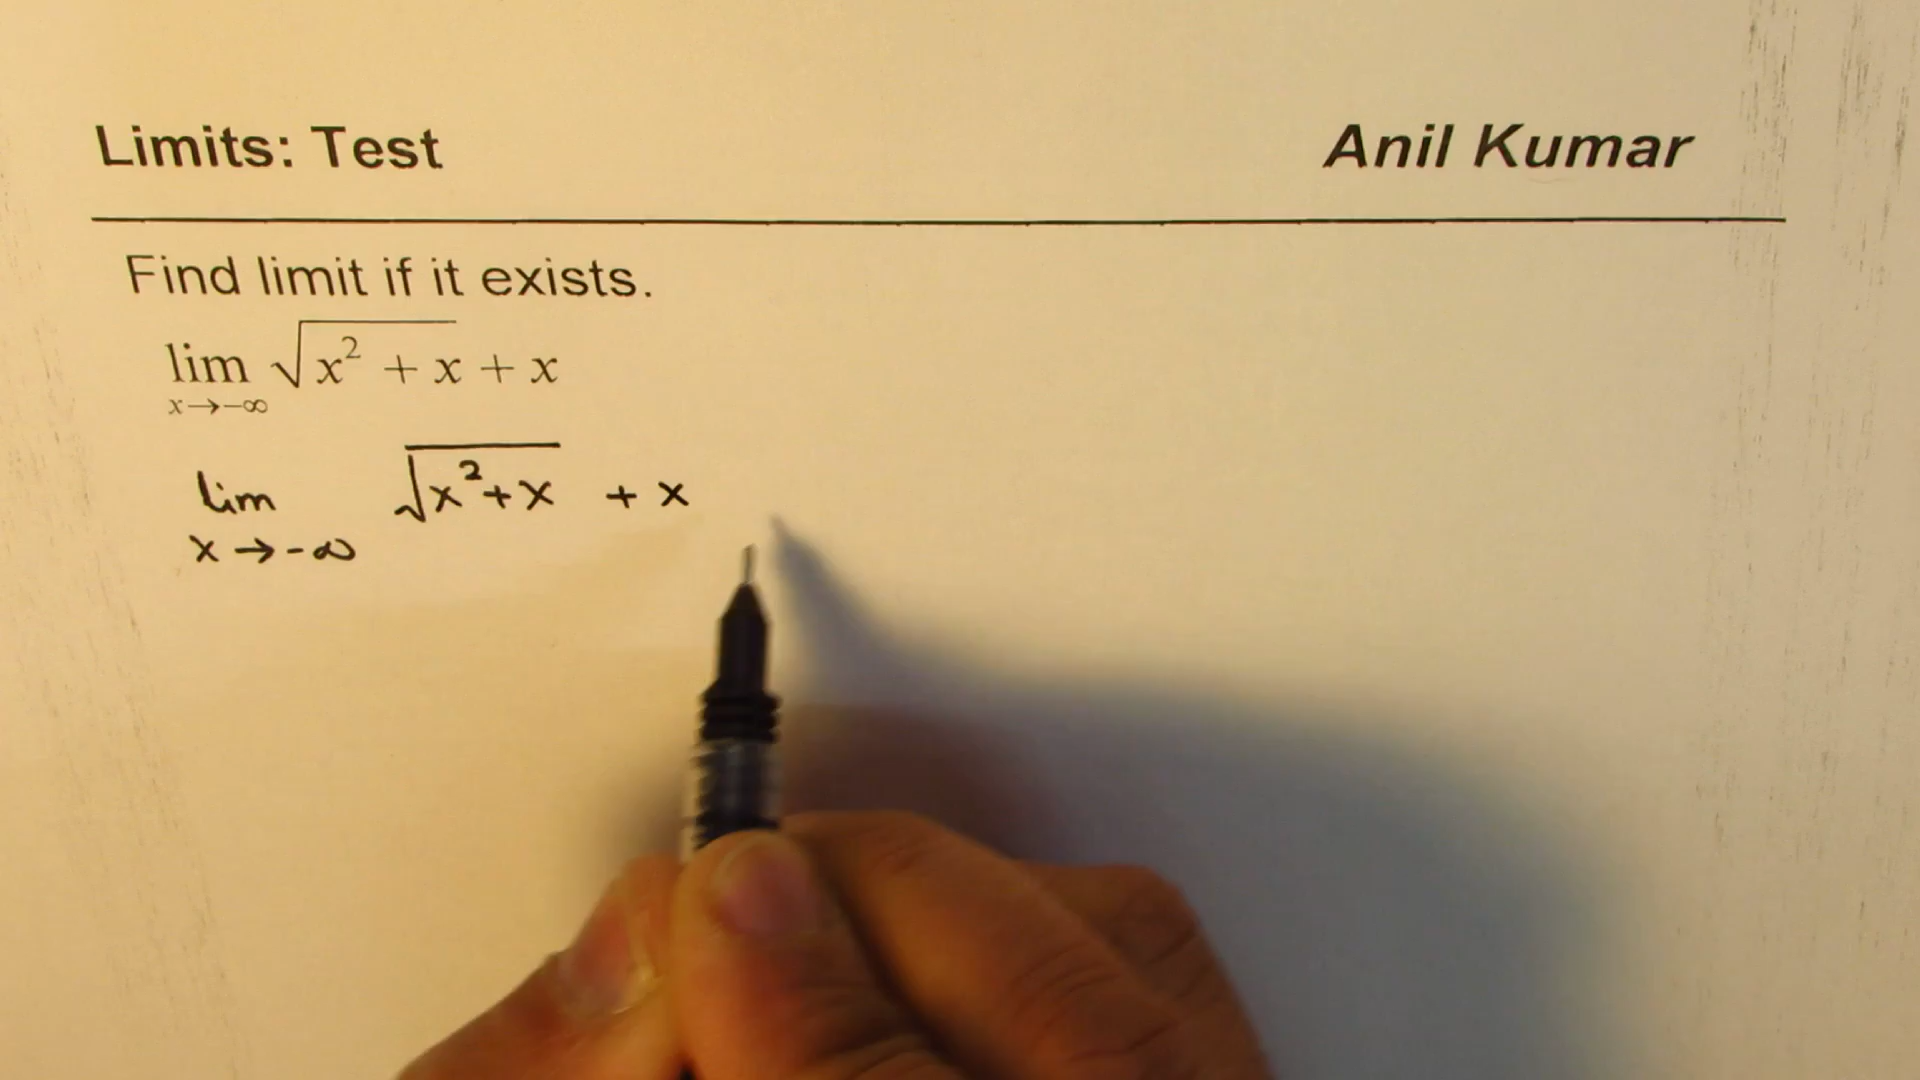 Limits: Test Anil Kumar
Find limit if it exists.
lim √(x² + x) + x
x→-∞
lim √(x²+x) + x
x→-∞